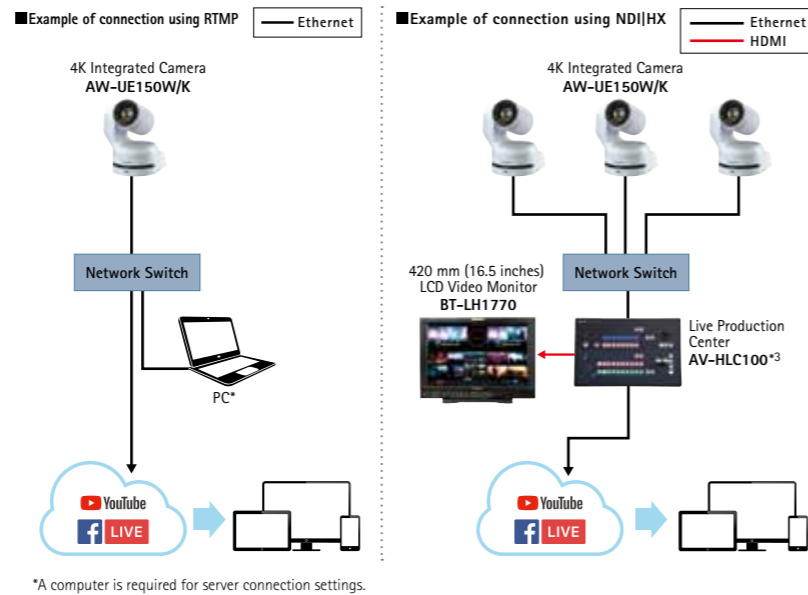 ■Example of connection using RTMP
Ethernet
4K Integrated Camera
AW-UE150W/K
Network Switch
PC*
YouTube
f LIVE
*A computer is required for server connection settings.
■Example of connection using NDI|HX
Ethernet
HDMI
4K Integrated Camera
AW-UE150W/K
Network Switch
420 mm (16.5 inches)
LCD Video Monitor
BT-LH1770
Live Production
Center
AV-HLC100*3
YouTube
f LIVE